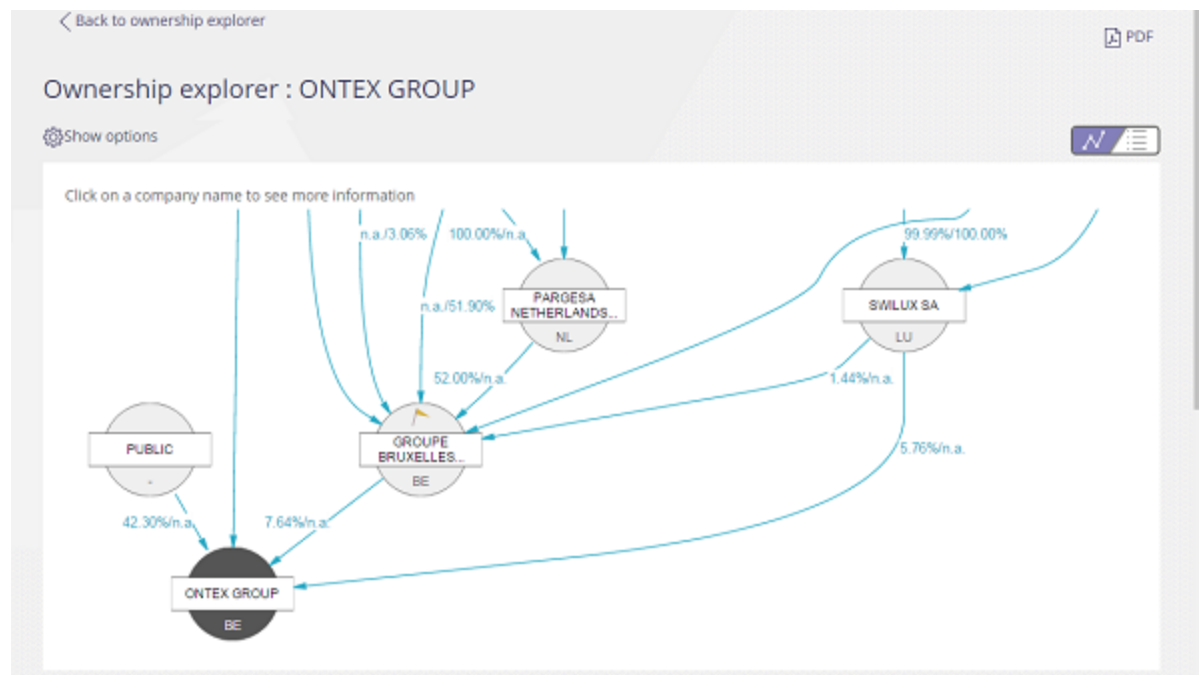 Back to ownership explorer
PDF
Ownership explorer : ONTEX GROUP
Show options
Click on a company name to see more information
n.a./3.06%
100.00%/n.a.
99.99%/100.00%
PARGESA
NETHERLANDS...
NL
SWILUX SA
LU
n.a./51.90%
52.00%/n.a.
1.44%/n.a.
GROUPE
BRUXELLES...
BE
PUBLIC
-
5.76%/n.a.
42.30%/n.a.
7.64%/n.a.
ONTEX GROUP
BE